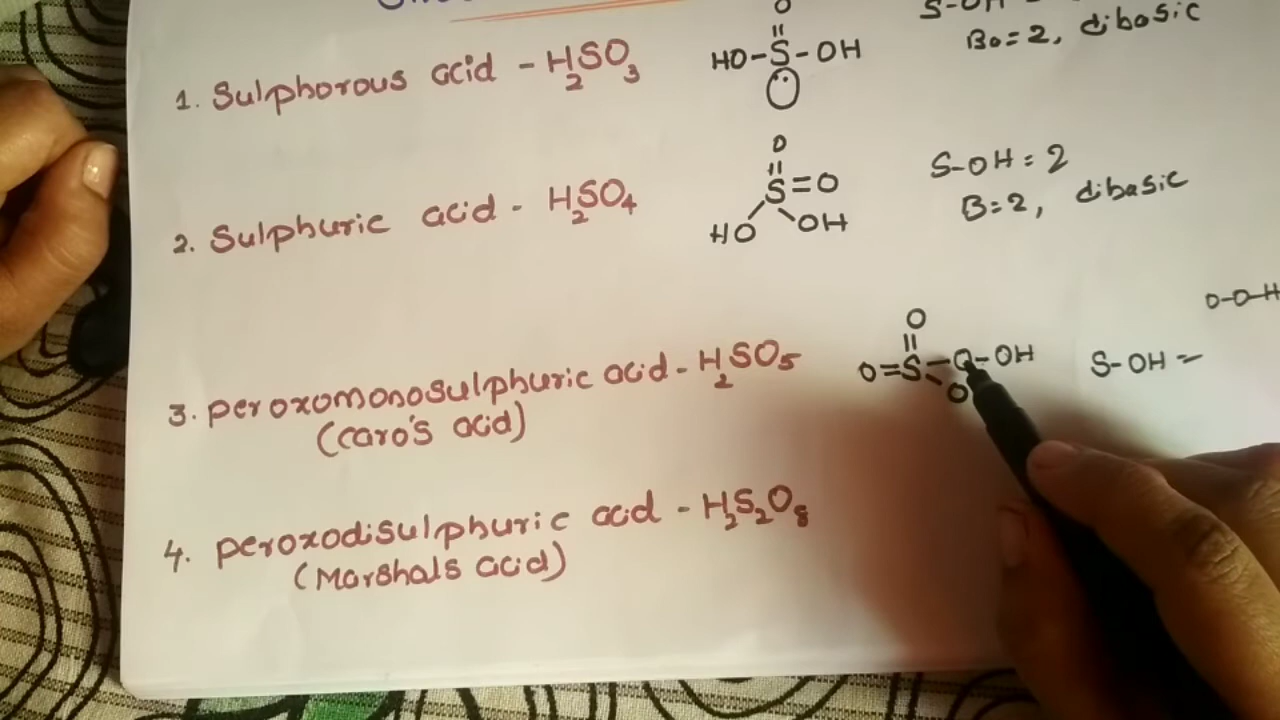 1. Sulphorous acid - H2SO3
O
HO-S-OH
S-OH
Bo=2, dibasic
2. Sulphuric acid - H2SO4
O
S=O
HO OH
S-OH = 2
B=2, dibasic
3. peroxomonosulphuric acid - H2SO5
(caro's acid)
O
O=S-O-OH
O
S-OH =
O-O-H
4. peroxodisulphuric acid - H2S2O8
(Marshals acid)